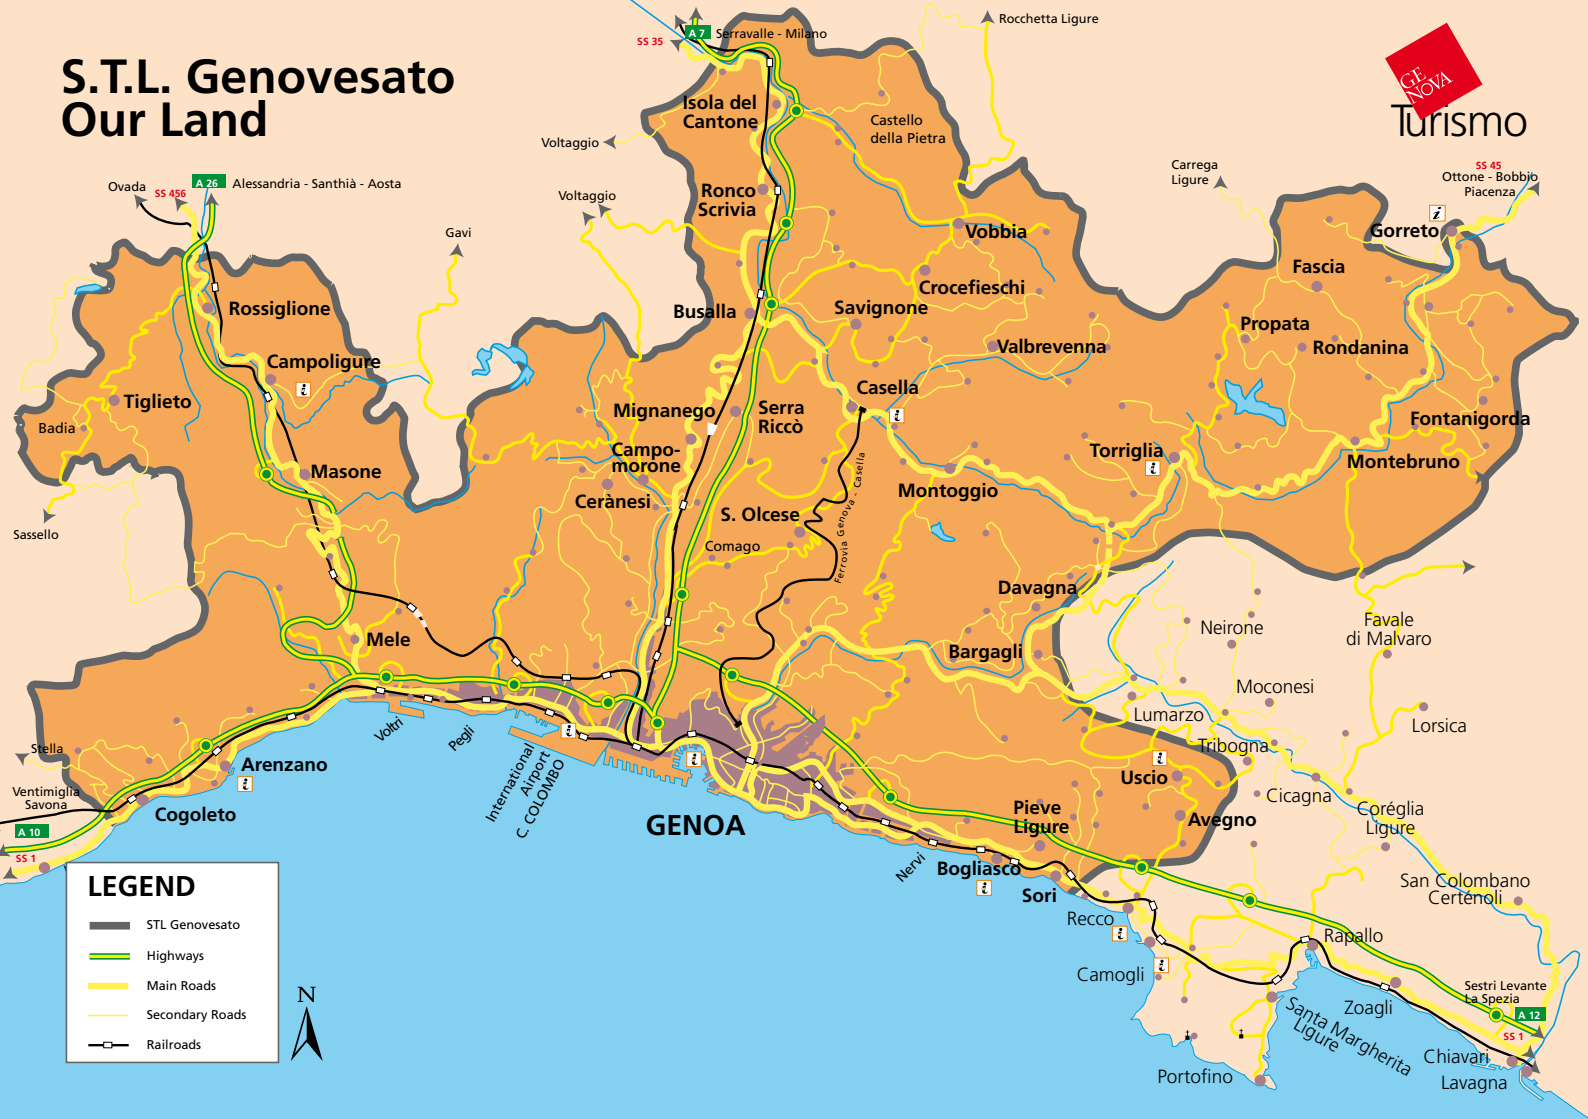 S.T.L. Genovesato
Our Land
GE
NOVA
Turismo
A 7
Serravalle - Milano
SS 35
Rocchetta Ligure
Isola del
Cantone
Castello
della Pietra
Voltaggio
Voltaggio
Ronco
Scrivia
Vobbia
Carrega
Ligure
SS 45
Ottone - Bobbio
Piacenza
Gorreto
Ovada
SS 456
A 26
Alessandria - Santhià - Aosta
Gavi
Rossiglione
Campoligure
Tiglieto
Badia
Masone
Sassello
Busalla
Crocefieschi
Savignone
Valbrevenna
Fascia
Propata
Rondanina
Casella
Mignanego
Serra
Riccò
Campo-
morone
Cerànesi
S. Olcese
Comago
Ferrovia Genova - Casella
Montoggio
Torriglia
Fontanigorda
Montebruno
Davagna
Bargagli
Neirone
Favale
di Malvaro
Moconesi
Lumarzo
Lorsica
Tribogna
Mele
Voltri
Pegli
International
Airport
C. COLOMBO
Stella
Arenzano
Ventimiglia
Savona
Cogoleto
A 10
SS 1
V
GENOA
Uscio
Cicagna
Avegno
Coréglia
Ligure
Pieve
Ligure
Nervi
Bogliasco
Sori
San Colombano
Certénoli
Recco
Rapallo
Camogli
Zoagli
Sestri Levante
La Spezia
A 12
SS 1
Santa Margherita
Ligure
Chiavari
Lavagna
Portofino
LEGEND
STL Genovesato
Highways
Main Roads
Secondary Roads
Railroads
N
i
i
i
i
i
i
i
i
i
i
i